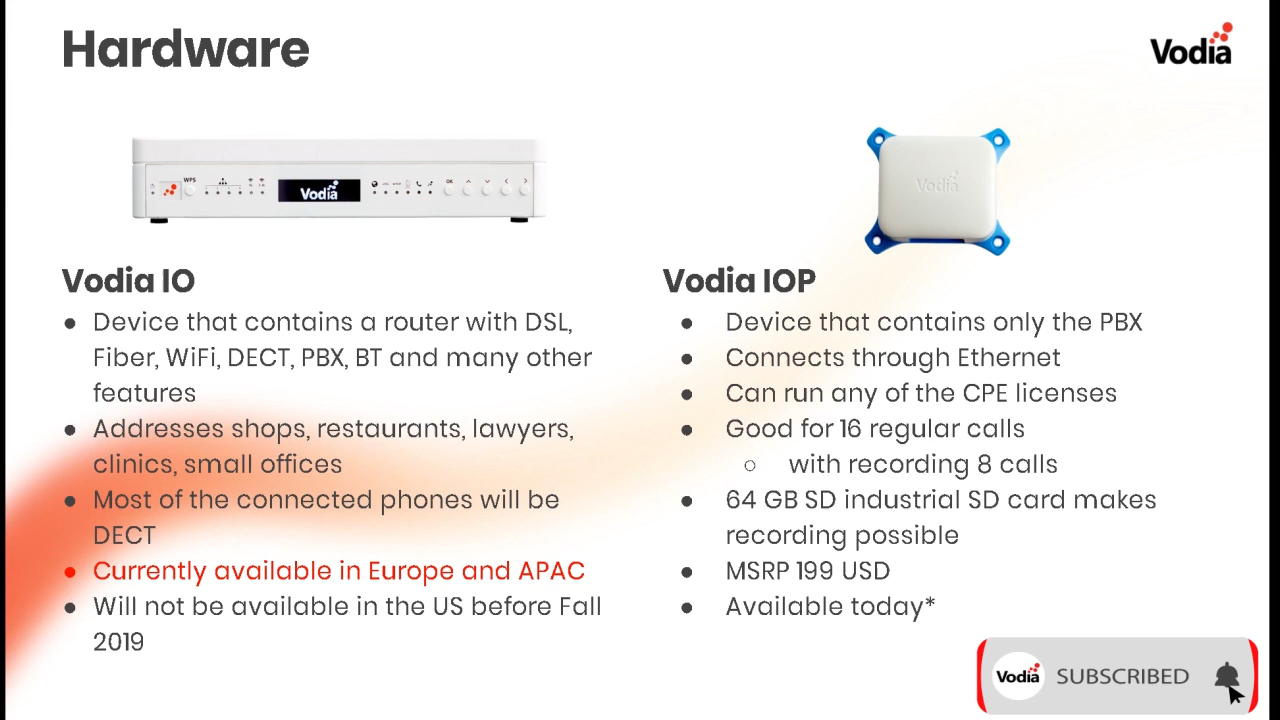 Hardware
Vodia
WPS
Vodia
OK
Vodia
Vodia IO
● Device that contains a router with DSL,
Fiber, WiFi, DECT, PBX, BT and many other
features
● Addresses shops, restaurants, lawyers,
clinics, small offices
● Most of the connected phones will be
DECT
● Currently available in Europe and APAC
● Will not be available in the US before Fall
2019
Vodia IOP
● Device that contains only the PBX
● Connects through Ethernet
● Can run any of the CPE licenses
● Good for 16 regular calls
○ with recording 8 calls
● 64 GB SD industrial SD card makes
recording possible
● MSRP 199 USD
● Available today*
Vodia SUBSCRIBED